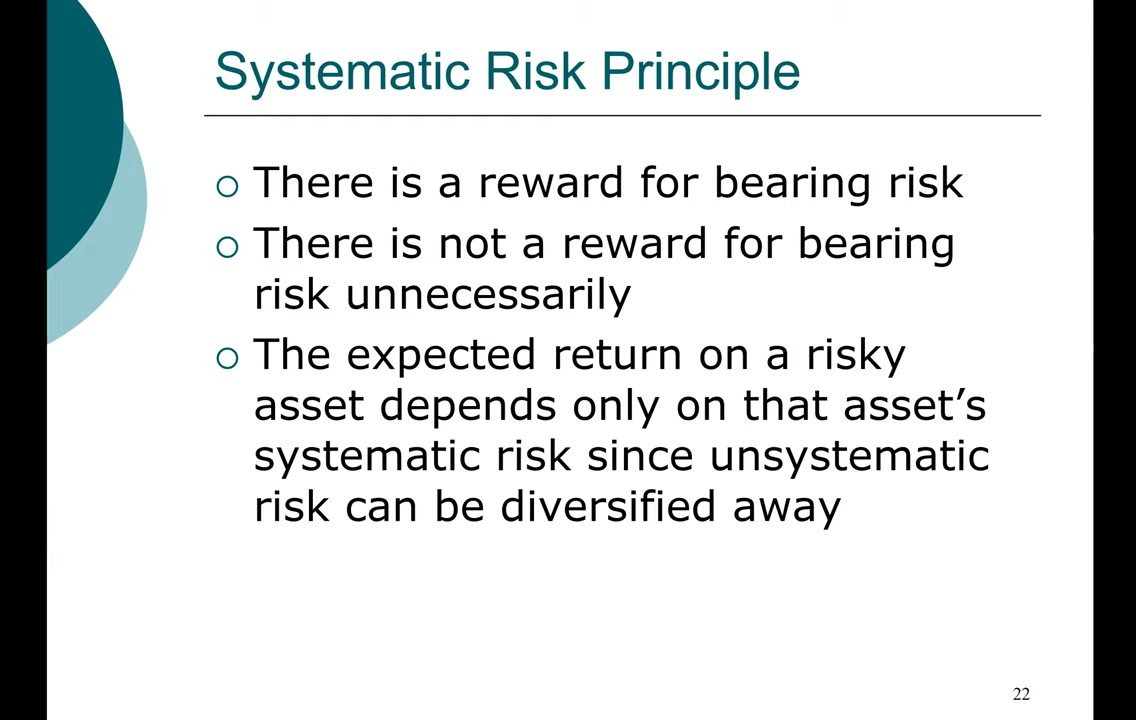 Systematic Risk Principle
There is a reward for bearing risk
There is not a reward for bearing
risk unnecessarily
The expected return on a risky
asset depends only on that asset’s
systematic risk since unsystematic
risk can be diversified away
22